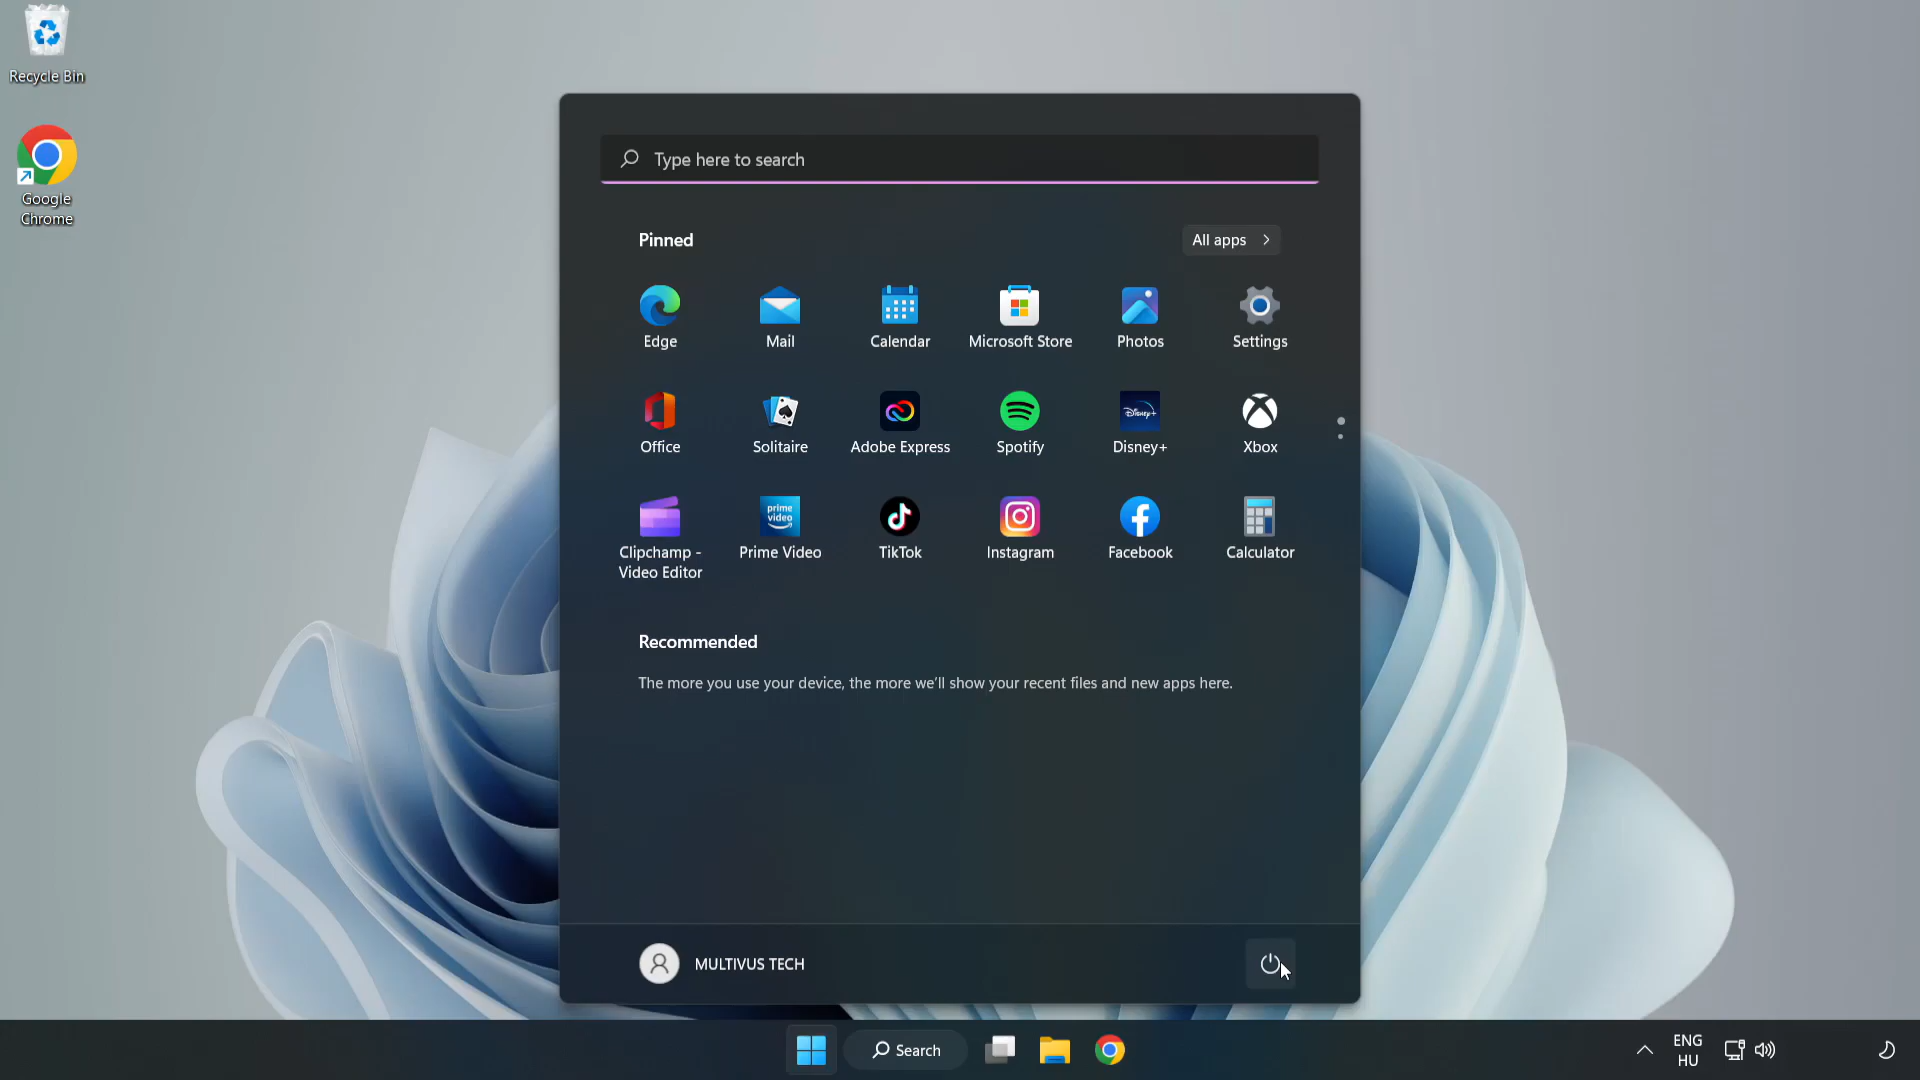 Recycle Bin
Google
Chrome
Type here to search
Pinned
All apps
Edge
Mail
Calendar
Microsoft Store
Photos
Settings
Office
Solitaire
Adobe Express
Spotify
Disney+
Disney+
Xbox
prime
video
Clipchamp -
Video Editor
Prime Video
TikTok
Instagram
Facebook
Calculator
Recommended
The more you use your device, the more we'll show your recent files and new apps here.
MULTIVUS TECH
Search
ENG
HU